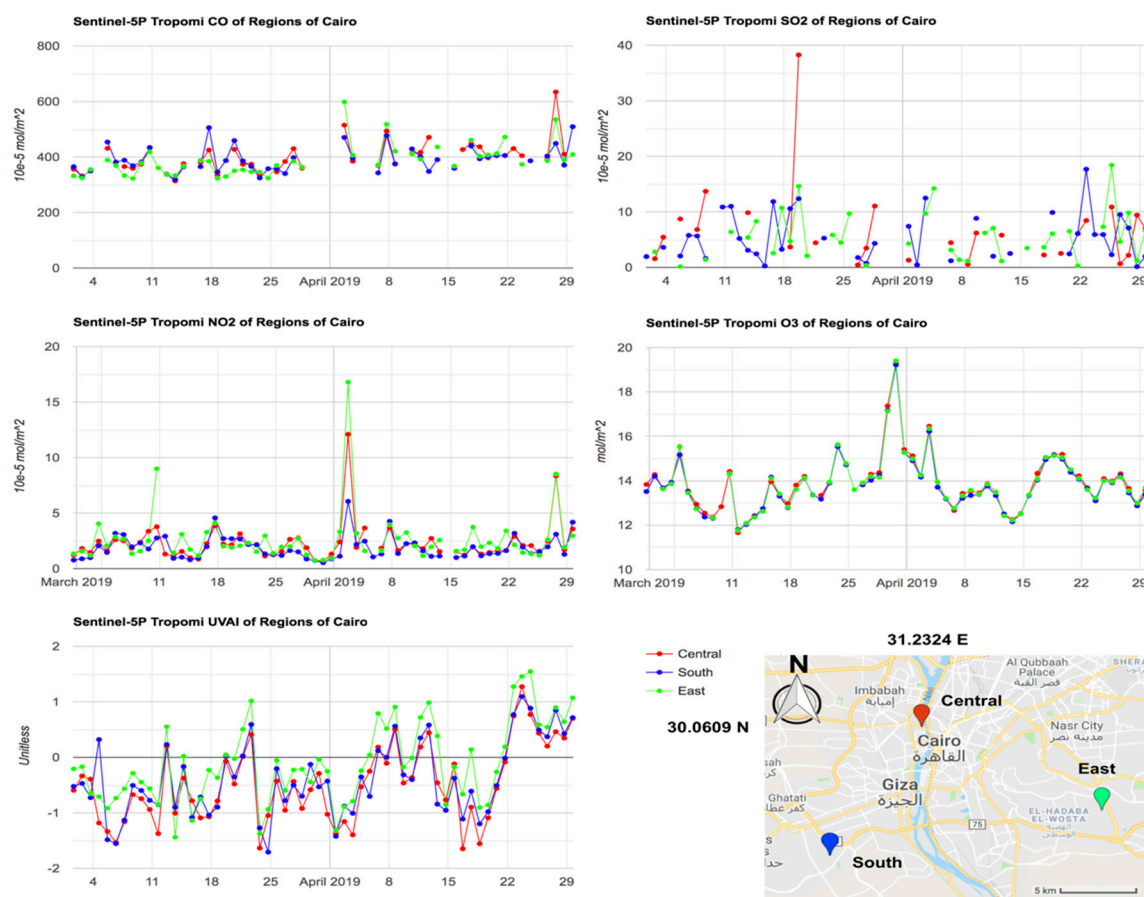 Sentinel-5P Tropomi CO of Regions of Cairo
800
600
400
200
0
10e-5 mol/m^2
4
11
18
25
April 2019
8
15
22
29
Sentinel-5P Tropomi SO2 of Regions of Cairo
40
30
20
10
0
10e-5 mol/m^2
4
11
18
25
April 2019
8
15
22
29
Sentinel-5P Tropomi NO2 of Regions of Cairo
20
15
10
5
0
10e-5 mol/m^2
March 2019
11
18
25
April 2019
8
15
22
29
Sentinel-5P Tropomi O3 of Regions of Cairo
20
18
16
14
12
10
mol/m^2
March 2019
11
18
25
April 2019
8
15
22
29
Sentinel-5P Tropomi UVAI of Regions of Cairo
2
1
0
-1
-2
Unitless
4
11
18
25
April 2019
8
15
22
29
Central
South
East
31.2324 E
30.0609 N
N
Al Qubbaah
Palace
قصر القبة
SHERA
Imbabah
إمبابة
Nile
Central
Nasr City
مدينة نصر
Cairo
القاهرة
East
Giza
الجيزة
Ghatati
EL-HADABA
EL-WOSTA
الهضبة
الوسطى
75
South
5 km